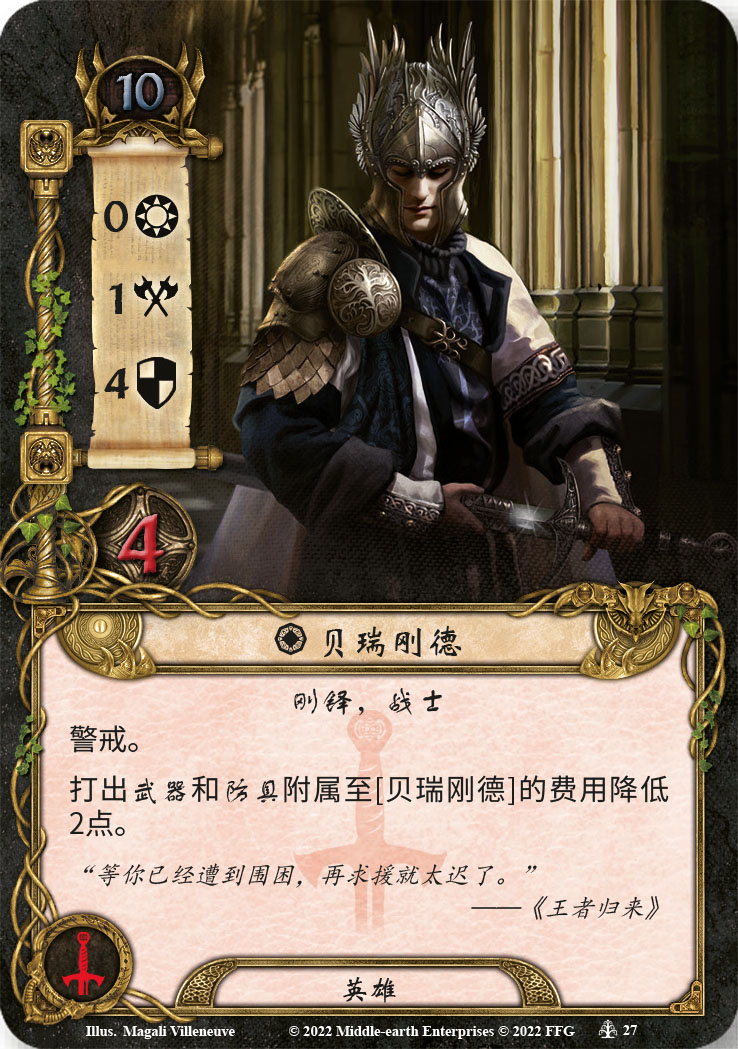 10
0
1
4
4
贝瑞刚德
刚铎，战士
警戒。
打出武器和防具附属至[贝瑞刚德]的费用降低
2点。
“等你已经遭到围困，再求援就太迟了。”
——《王者归来》
英雄
Illus. Magali Villeneuve © 2022 Middle-earth Enterprises © 2022 FFG 27